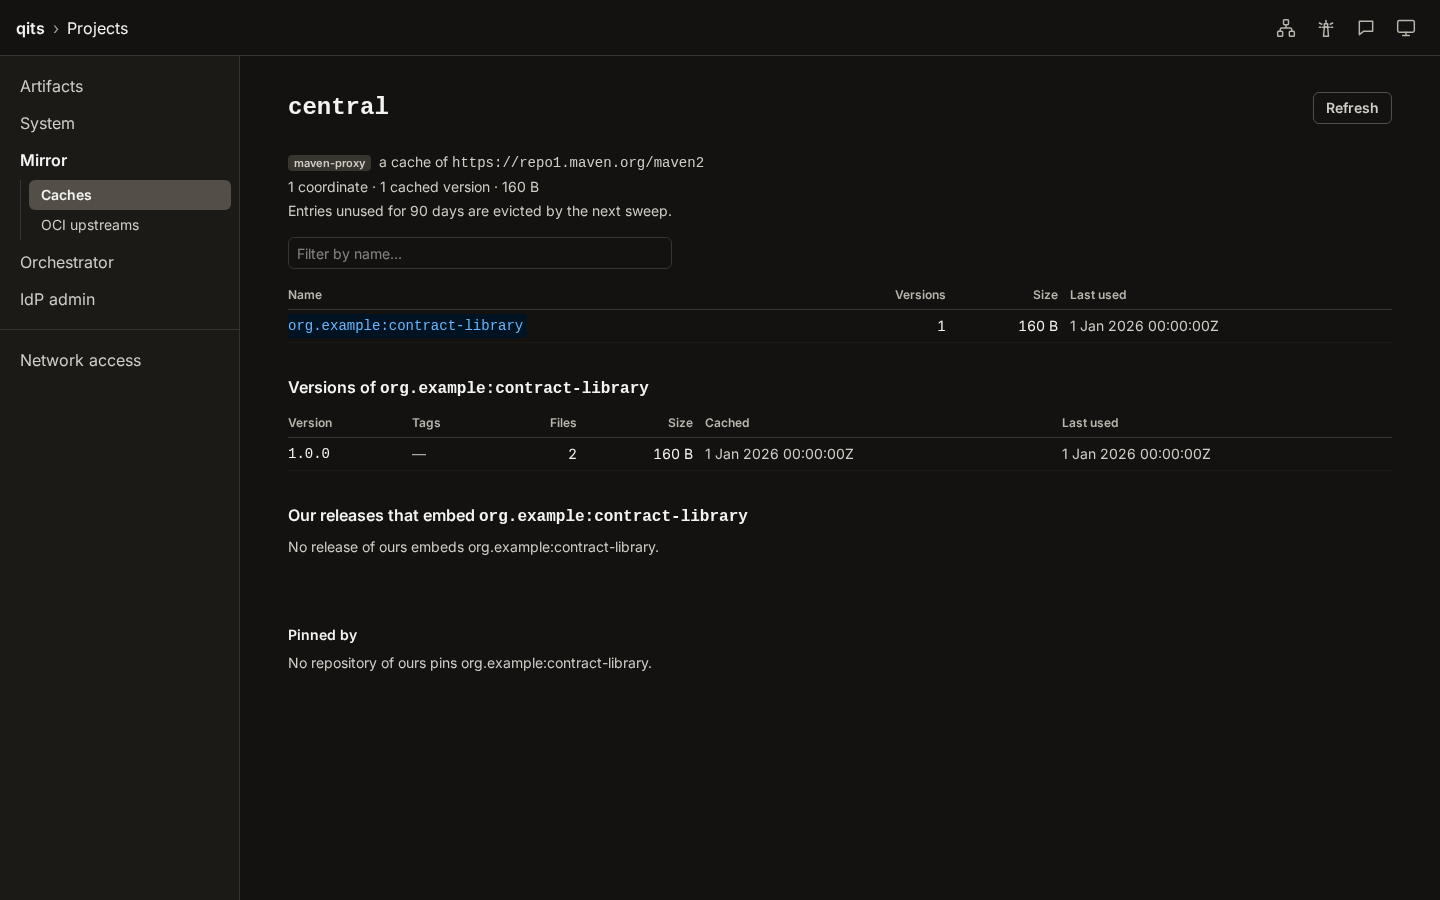 qits › Projects
Artifacts
System
Mirror
Caches
OCI upstreams
Orchestrator
IdP admin
Network access
central
Refresh
maven-proxy a cache of https://repo1.maven.org/maven2
1 coordinate · 1 cached version · 160 B
Entries unused for 90 days are evicted by the next sweep.
Filter by name...
Name Versions Size Last used
org.example:contract-library 1 160 B 1 Jan 2026 00:00:00Z
Versions of org.example:contract-library
Version Tags Files Size Cached Last used
1.0.0 — 2 160 B 1 Jan 2026 00:00:00Z 1 Jan 2026 00:00:00Z
Our releases that embed org.example:contract-library
No release of ours embeds org.example:contract-library.
Pinned by
No repository of ours pins org.example:contract-library.